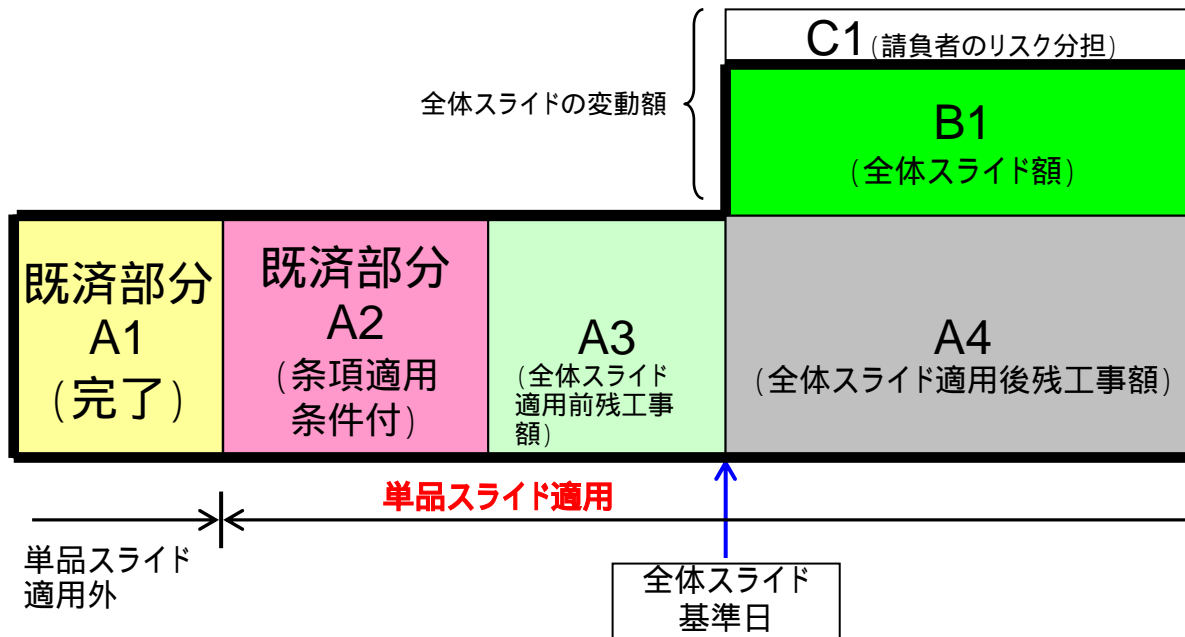 C1(請負者のリスク分担)
全体スライドの変動額
B1
(全体スライド額)
既済部分
A1
(完了)
既済部分
A2
(条項適用
条件付)
A3
(全体スライド
適用前残工事
額)
A4
(全体スライド適用後残工事額)
単品スライド適用
単品スライド
適用外
全体スライド
基準日